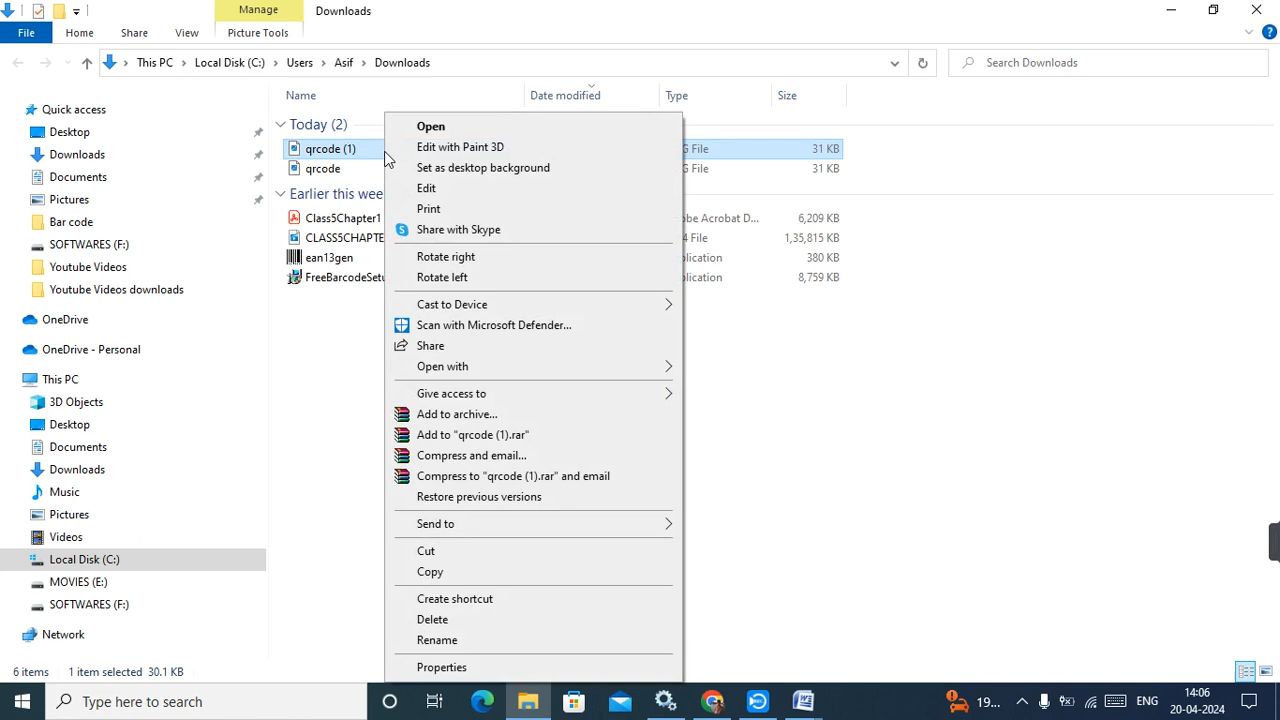 Manage
Downloads
File
Home
Share
View
Picture Tools
This PC
Local Disk (C:)
Users
Asif
Downloads
Search Downloads
Name
Date modified
Type
Size
Quick access
Desktop
Downloads
Documents
Pictures
Bar code
SOFTWARES (F:)
Youtube Videos
Youtube Videos downloads
OneDrive
OneDrive - Personal
This PC
3D Objects
Desktop
Documents
Downloads
Music
Pictures
Videos
Local Disk (C:)
MOVIES (E:)
SOFTWARES (F:)
Network
Today (2)
qrcode (1)
G File
31 KB
qrcode
G File
31 KB
Earlier this wee
Class5Chapter1
obe Acrobat D...
6,209 KB
CLASS5CHAPTE
4 File
1,35,815 KB
ean13gen
plication
380 KB
FreeBarcodeSetu
plication
8,759 KB
Open
Edit with Paint 3D
Set as desktop background
Edit
Print
Share with Skype
Rotate right
Rotate left
Cast to Device
Scan with Microsoft Defender...
Share
Open with
Give access to
Add to archive...
Add to "qrcode (1).rar"
Compress and email...
Compress to "qrcode (1).rar" and email
Restore previous versions
Send to
Cut
Copy
Create shortcut
Delete
Rename
Properties
6 items
1 item selected 30.1 KB
Type here to search
19...
ENG
14:06
20-04-2024